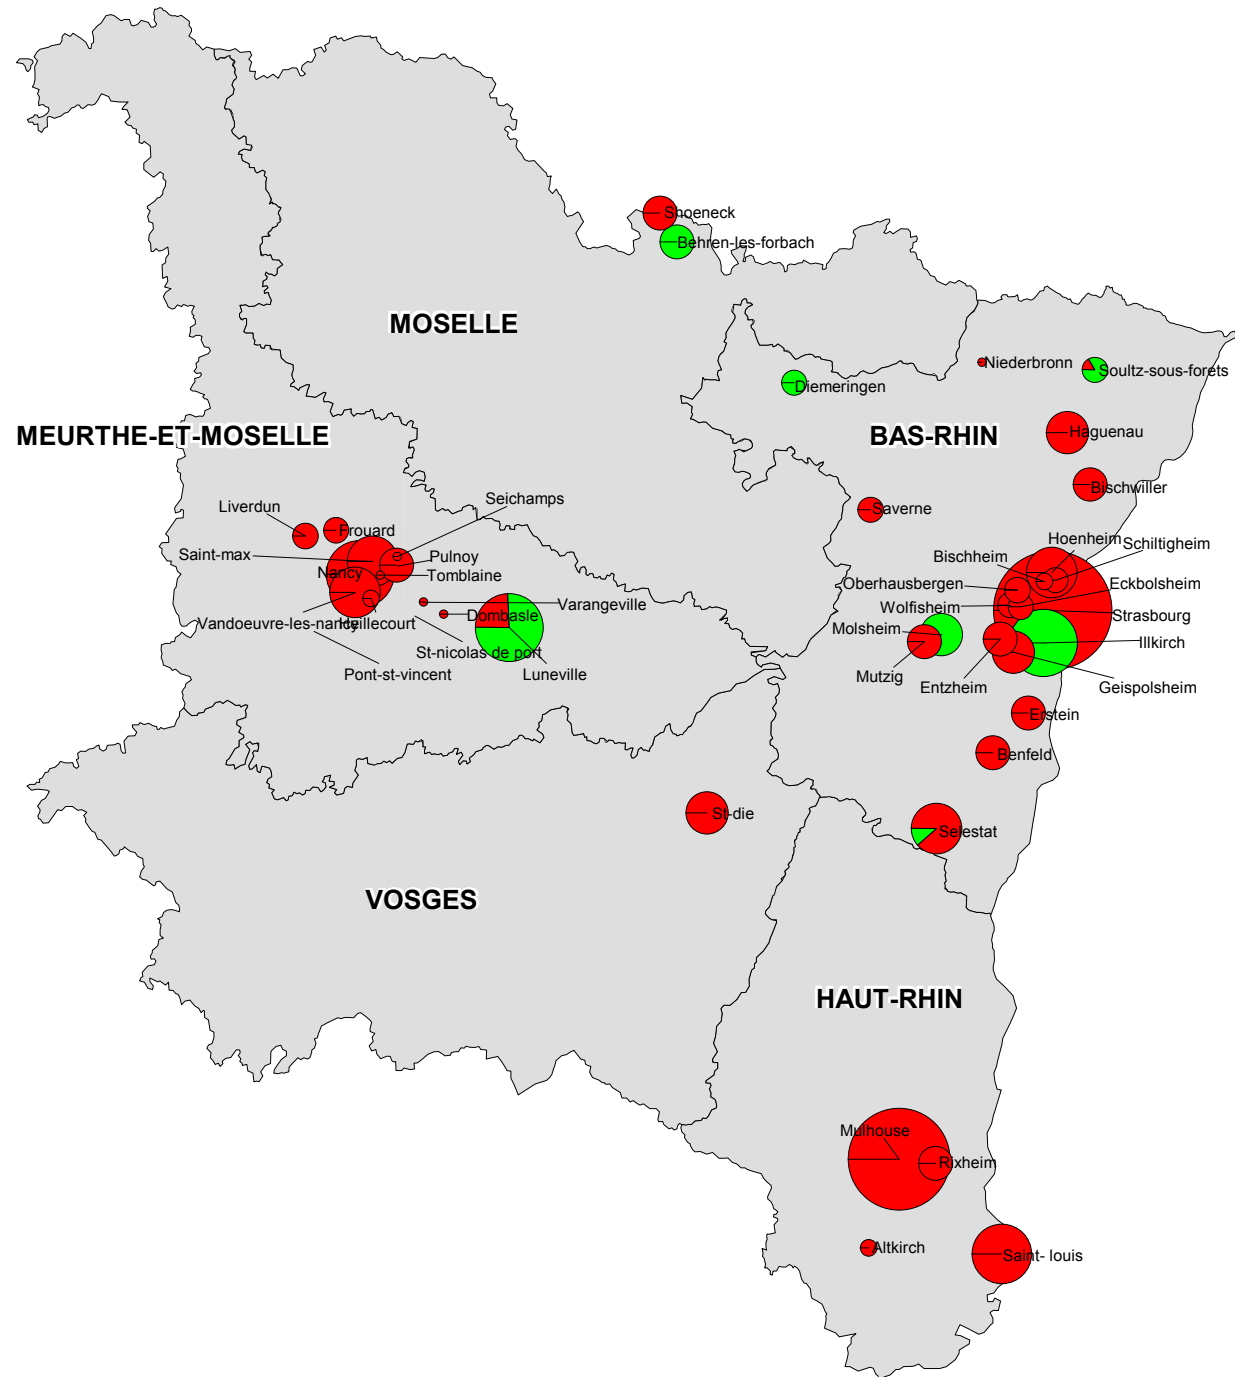 Shoeneck
Behren-les-forbach
MOSELLE
Niederbronn
Soultz-sous-forets
Diemeringen
MEURTHE-ET-MOSELLE
BAS-RHIN
Haguenau
Bischwiller
Seichamps
Liverdun
Frouard
Saverne
Saint-max
Pulnoy
Nancy
Tomblaine
Hoenheim
Schiltigheim
Bischheim
Oberhausbergen
Eckbolsheim
Wolfisheim
Strasbourg
Varangeville
Dombasle
Vandoeuvre-les-nancy
Heillecourt
Molsheim
Illkirch
St-nicolas de port
Pont-st-vincent
Luneville
Mutzig
Entzheim
Geispolsheim
Erstein
Benfeld
St-die
Selestat
VOSGES
HAUT-RHIN
Mulhouse
Rixheim
Altkirch
Saint- louis